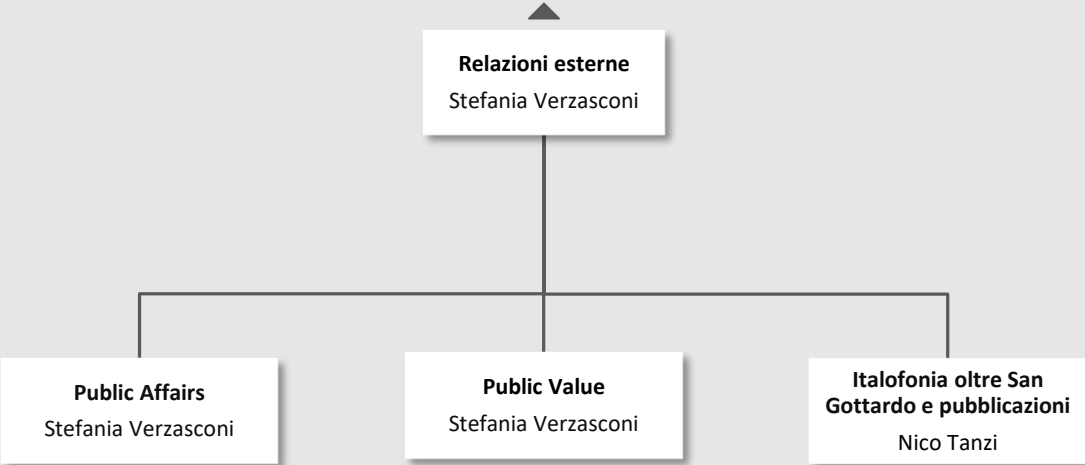 Relazioni esterne
Stefania Verzasconi
Public Affairs
Stefania Verzasconi
Public Value
Stefania Verzasconi
Italofonia oltre San
Gottardo e pubblicazioni
Nico Tanzi